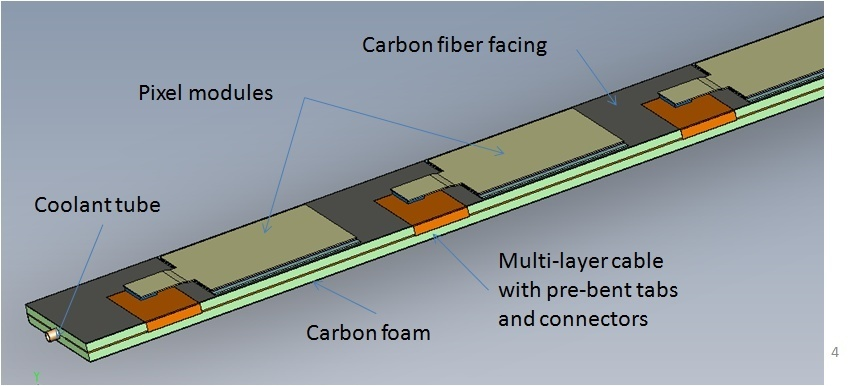 Carbon fiber facing
Pixel modules
Coolant tube
Multi-layer cable
with pre-bent tabs
and connectors
Carbon foam
4
Y